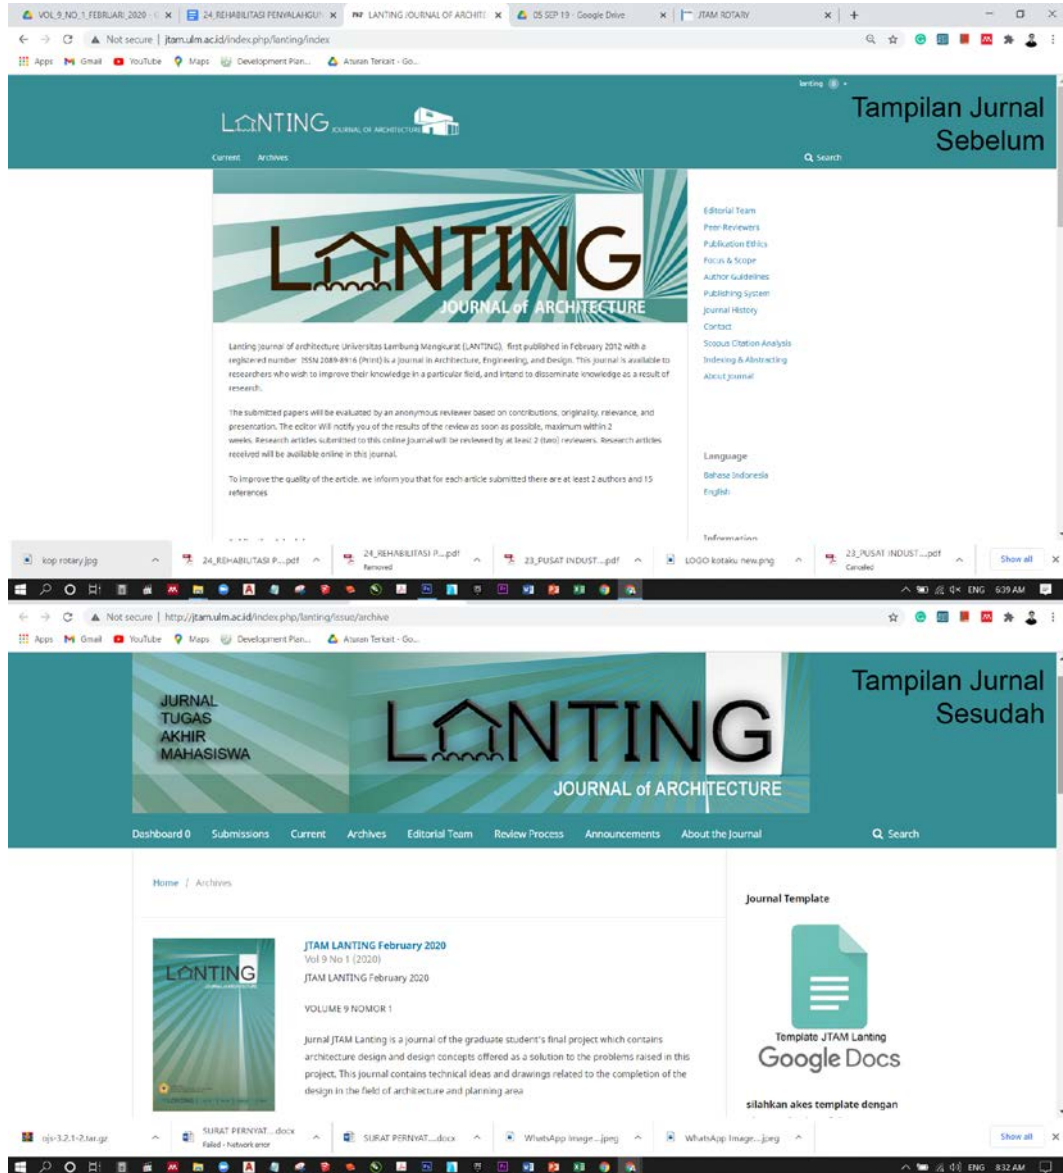 VOL_9_NO_1_FEBRUARI_2020 -
24_REHABILITASI PENYALAHGUN
LANTING JOURNAL OF ARCHITE
05 SEP 19 - Google Drive
JTAM ROTARY
Not secure | jtam.ulm.ac.id/index.php/lanting/index
Apps Gmail YouTube Maps Development Plan... Aturan Terkait - Go...
lanting 0
Tampilan Jurnal
Sebelum
LANTING JOURNAL OF ARCHITECTURE
Current Archives Search
LANTING
JOURNAL of ARCHITECTURE
Lanting Journal of architecture Universitas Lambung Mangkurat (LANTING), first published in February 2012 with a
registered number ISSN 2089-8916 (Print) is a journal in Architecture, Engineering, and Design. This journal is available to
researchers who wish to improve their knowledge in a particular field, and intend to disseminate knowledge as a result of
research.
The submitted papers will be evaluated by an anonymous reviewer based on contributions, originality, relevance, and
presentation. The editor Will notify you of the results of the review as soon as possible, maximum within 2
weeks. Research articles submitted to this online journal will be reviewed by at least 2 (two) reviewers. Research articles
received will be available online in this journal.
To improve the quality of the article, we inform you that for each article submitted there are at least 2 authors and 15
references
Editorial Team
Peer-Reviewers
Publication Ethics
Focus & Scope
Author Guidelines
Publishing System
Journal History
Contact
Scopus Citation Analysis
Indexing & Abstracting
About Journal
Language
Bahasa Indonesia
English
Information
kop rotary.jpg
24_REHABILITASI P....pdf
24_REHABILITASI P....pdf
Removed
23_PUSAT INDUST....pdf
LOGO kotaku new.png
23_PUSAT INDUST....pdf
Canceled
Show all
ENG 6:39 AM
Not secure | http://jtam.ulm.ac.id/index.php/lanting/issue/archive
Apps Gmail YouTube Maps Development Plan... Aturan Terkait - Go...
Tampilan Jurnal
Sesudah
JURNAL
TUGAS
AKHIR
MAHASISWA
LANTING
JOURNAL of ARCHITECTURE
Dashboard 0 Submissions Current Archives Editorial Team Review Process Announcements About the Journal Search
Home / Archives
LANTING
JTAM LANTING February 2020
Vol 9 No 1 (2020)
JTAM LANTING February 2020
VOLUME 9 NOMOR 1
Jurnal JTAM Lanting is a journal of the graduate student's final project which contains
architecture design and design concepts offered as a solution to the problems raised in this
project. This journal contains technical ideas and drawings related to the completion of the
design in the field of architecture and planning area
Journal Template
Template JTAM Lanting
Google Docs
silahkan akes template dengan
ojs-3.2.1-2.tar.gz
SURAT PERNYAT....docx
Failed - Network error
SURAT PERNYAT....docx
WhatsApp Image...jpeg
WhatsApp Image...jpeg
Show all
ENG 8:32 AM